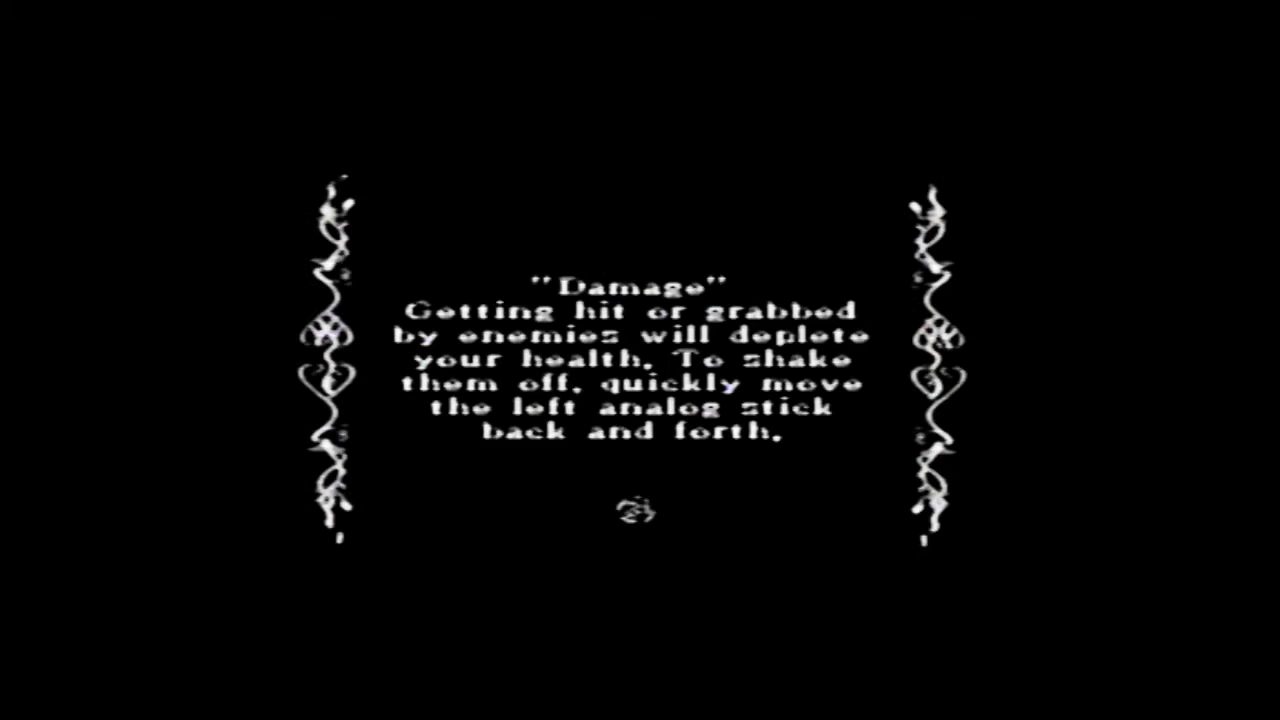 "Damage"
Getting hit or grabbed
by enemies will deplete
your health. To shake
them off, quickly move
the left analog stick
back and forth.